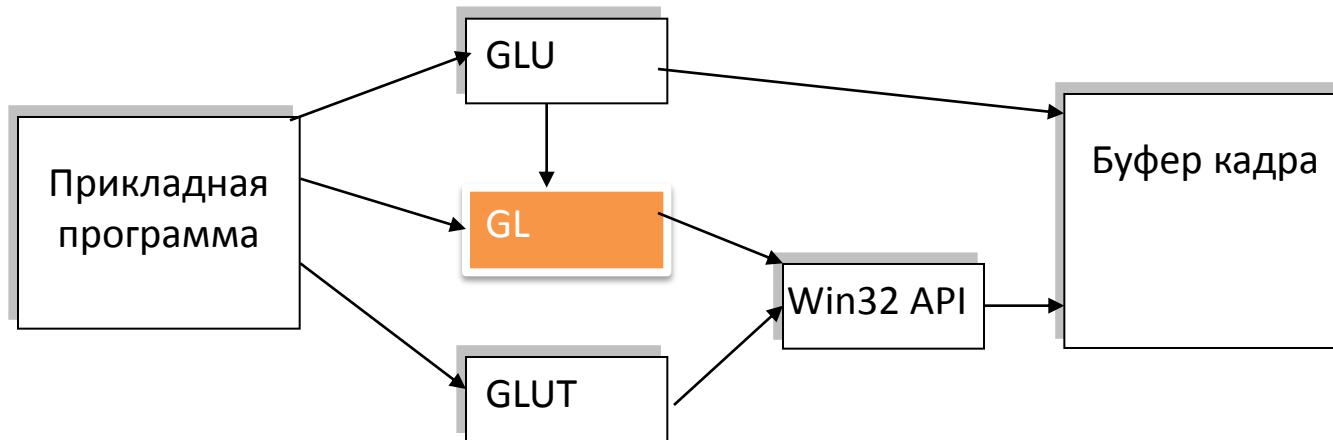 GLU
Прикладная
программа
GL
Буфер кадра
Win32 API
GLUT